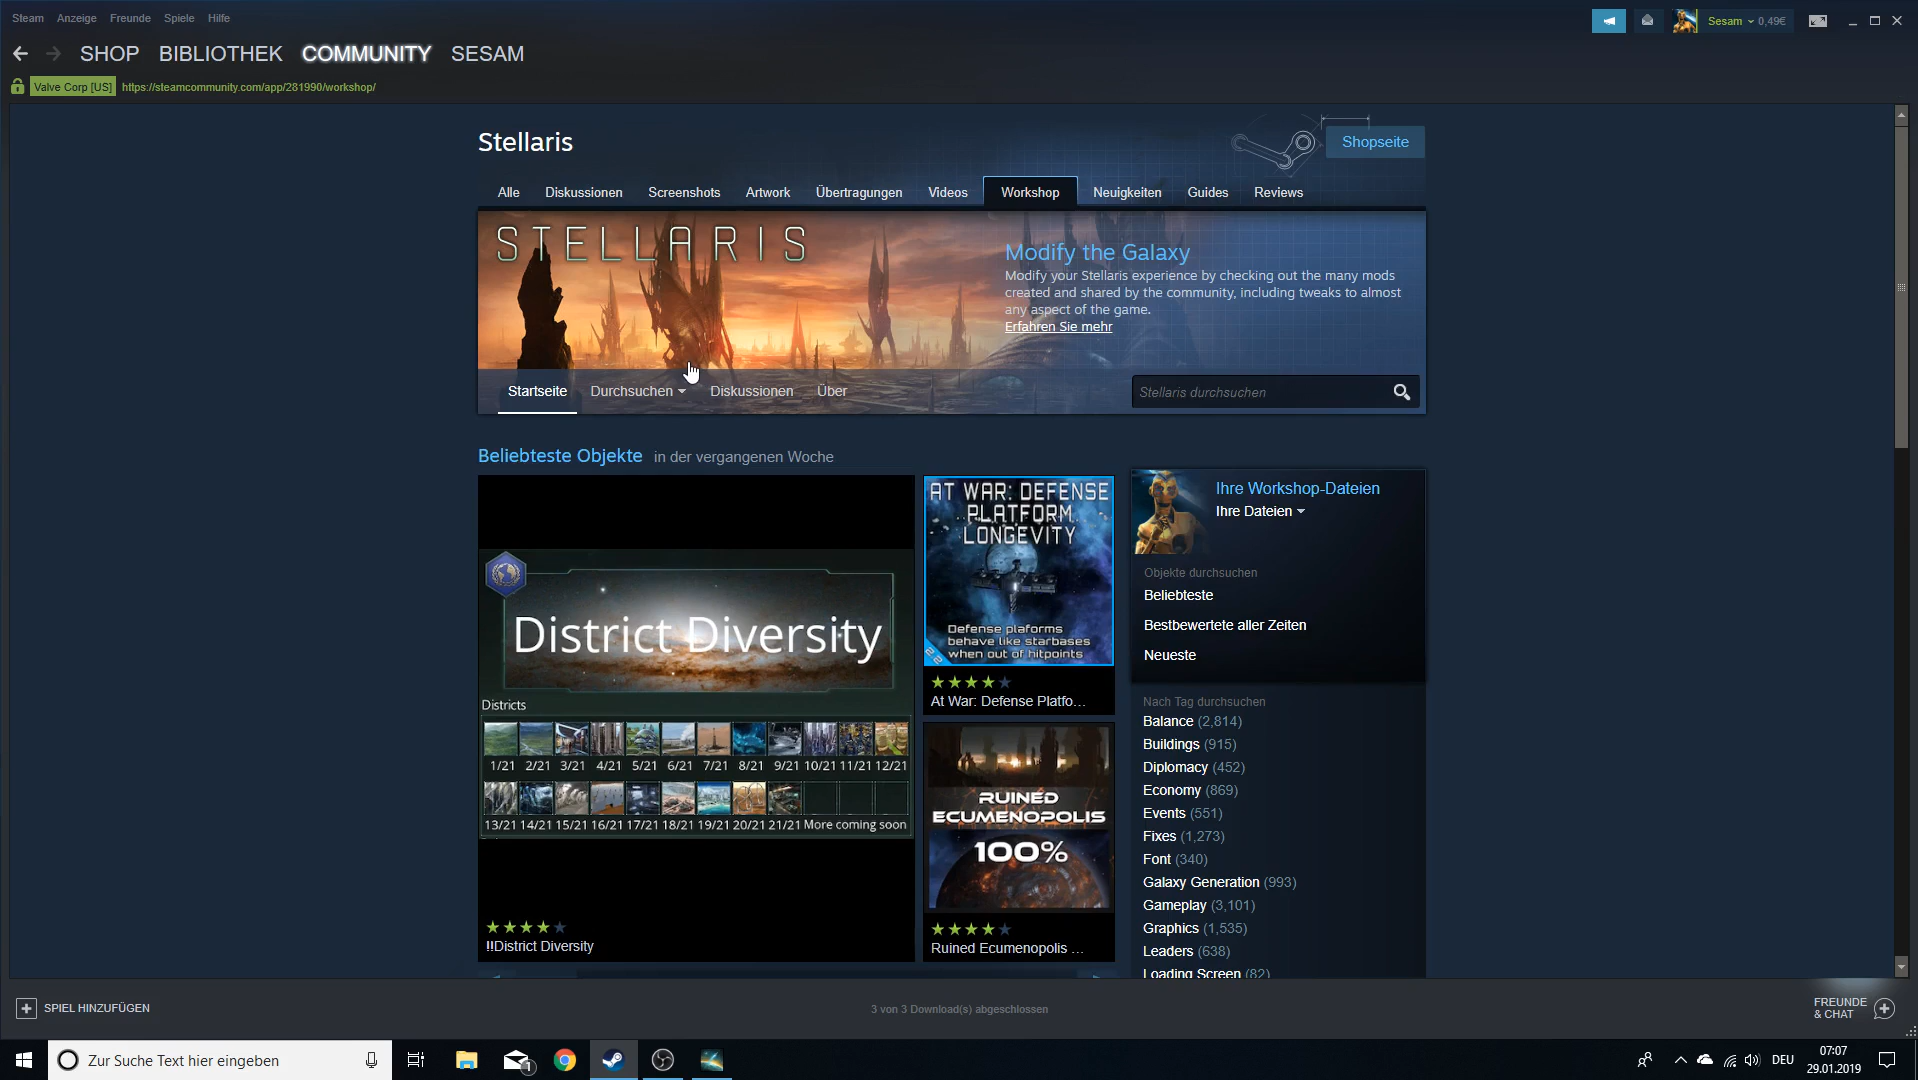 Steam Anzeige Freunde Spiele Hilfe
Sesam 0,49€
SHOP BIBLIOTHEK COMMUNITY SESAM
Valve Corp [US] https://steamcommunity.com/app/281990/workshop/
Stellaris
Shopseite
Alle Diskussionen Screenshots Artwork Übertragungen Videos Workshop Neuigkeiten Guides Reviews
STELLARIS
Modify the Galaxy
Modify your Stellaris experience by checking out the many mods
created and shared by the community, including tweaks to almost
any aspect of the game.
Erfahren Sie mehr
Startseite Durchsuchen Diskussionen Über
Stellaris durchsuchen
Beliebteste Objekte in der vergangenen Woche
District Diversity
Districts
1/21 2/21 3/21 4/21 5/21 6/21 7/21 8/21 9/21 10/21 11/21 12/21
13/21 14/21 15/21 16/21 17/21 18/21 19/21 20/21 21/21 More coming soon
!!District Diversity
AT WAR: DEFENSE
PLATFORM
LONGEVITY
Defense plaforms
behave like starbases
when out of hitpoints
2.2
At War: Defense Platfo...
RUINED
ECUMENOPOLIS
100%
Ruined Ecumenopolis ...
Ihre Workshop-Dateien
Ihre Dateien
Objekte durchsuchen
Beliebteste
Bestbewertete aller Zeiten
Neueste
Nach Tag durchsuchen
Balance (2,814)
Buildings (915)
Diplomacy (452)
Economy (869)
Events (551)
Fixes (1,273)
Font (340)
Galaxy Generation (993)
Gameplay (3,101)
Graphics (1,535)
Leaders (638)
Loading Screen (82)
SPIEL HINZUFÜGEN
3 von 3 Download(s) abgeschlossen
FREUNDE
& CHAT
Zur Suche Text hier eingeben
1
DEU
07:07
29.01.2019